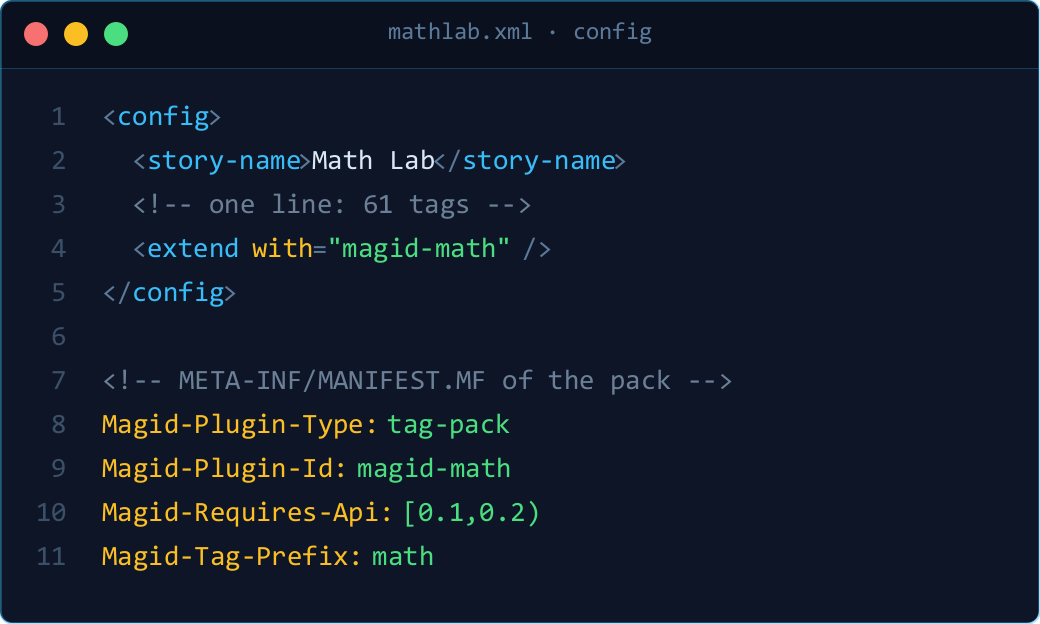 mathlab.xml · config
1 <config>
2   <story-name>Math Lab</story-name>
3   <!-- one line: 61 tags -->
4   <extend with="magid-math" />
5 </config>
6
7 <!-- META-INF/MANIFEST.MF of the pack -->
8 Magid-Plugin-Type: tag-pack
9 Magid-Plugin-Id: magid-math
10 Magid-Requires-Api: [0.1,0.2)
11 Magid-Tag-Prefix: math